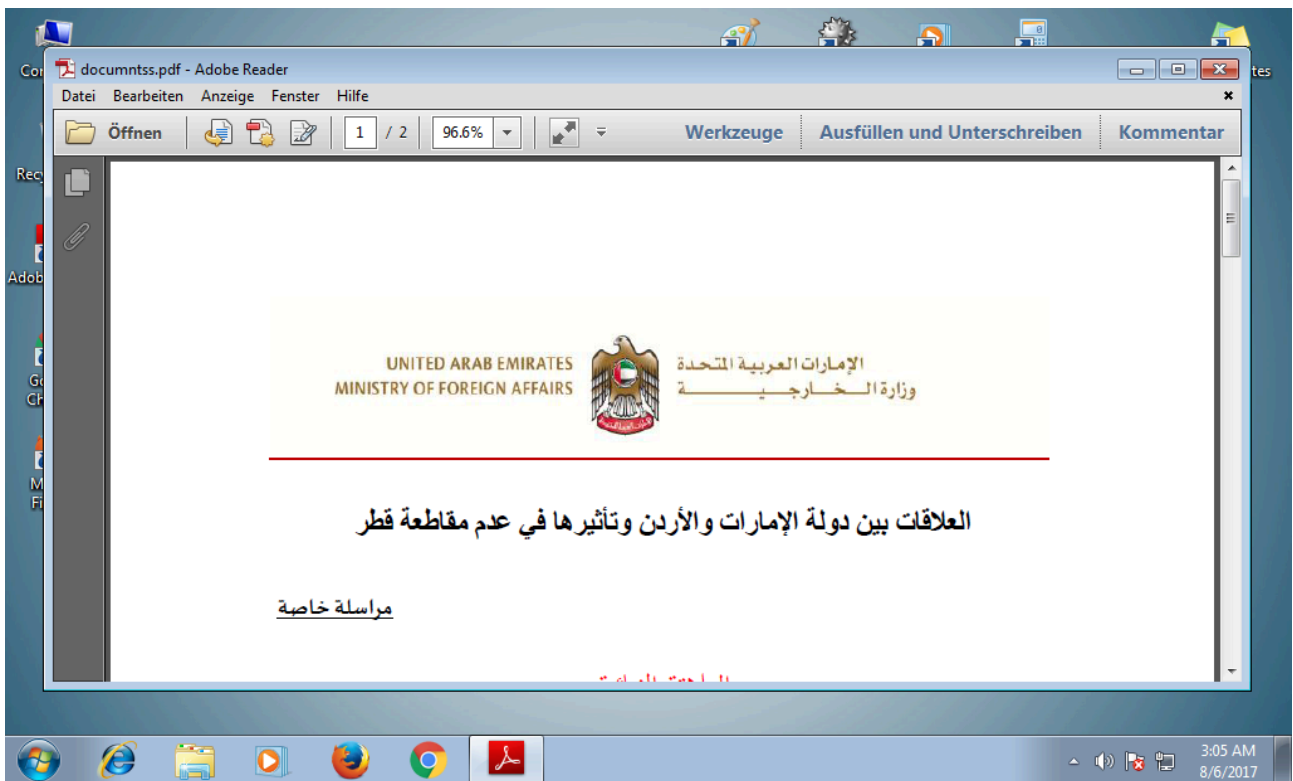 documntss.pdf - Adobe Reader
Datei Bearbeiten Anzeige Fenster Hilfe
Öffnen 1 / 2 96.6% Werkzeuge Ausfüllen und Unterschreiben Kommentar
UNITED ARAB EMIRATES
MINISTRY OF FOREIGN AFFAIRS
الإمارات العربية المتحدة
وزارة الـــخـــارجـــيـــــــة
العلاقات بين دولة الإمارات والأردن وتأثيرها في عدم مقاطعة قطر
مراسلة خاصة
3:05 AM
8/6/2017